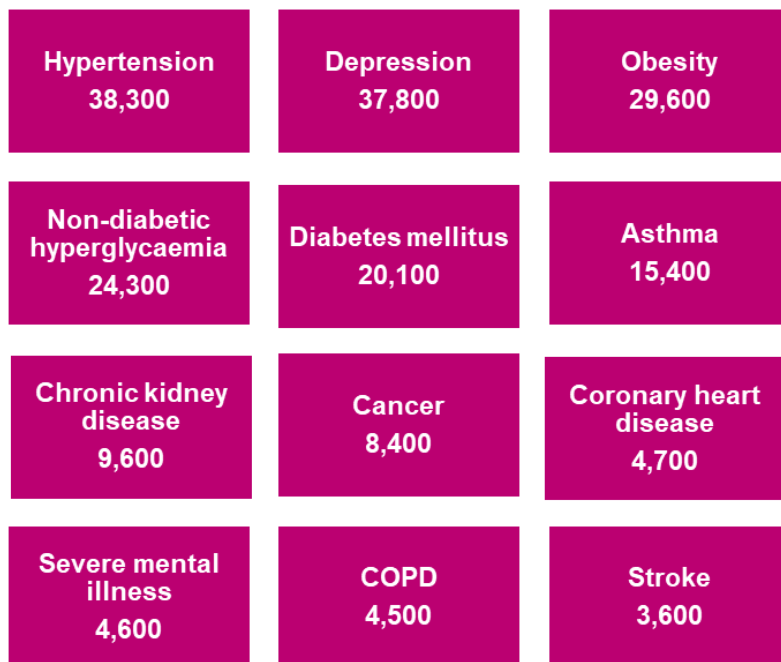 Hypertension
38,300
Depression
37,800
Obesity
29,600
Non-diabetic
hyperglycaemia
24,300
Diabetes mellitus
20,100
Asthma
15,400
Chronic kidney
disease
9,600
Cancer
8,400
Coronary heart
disease
4,700
Severe mental
illness
4,600
COPD
4,500
Stroke
3,600